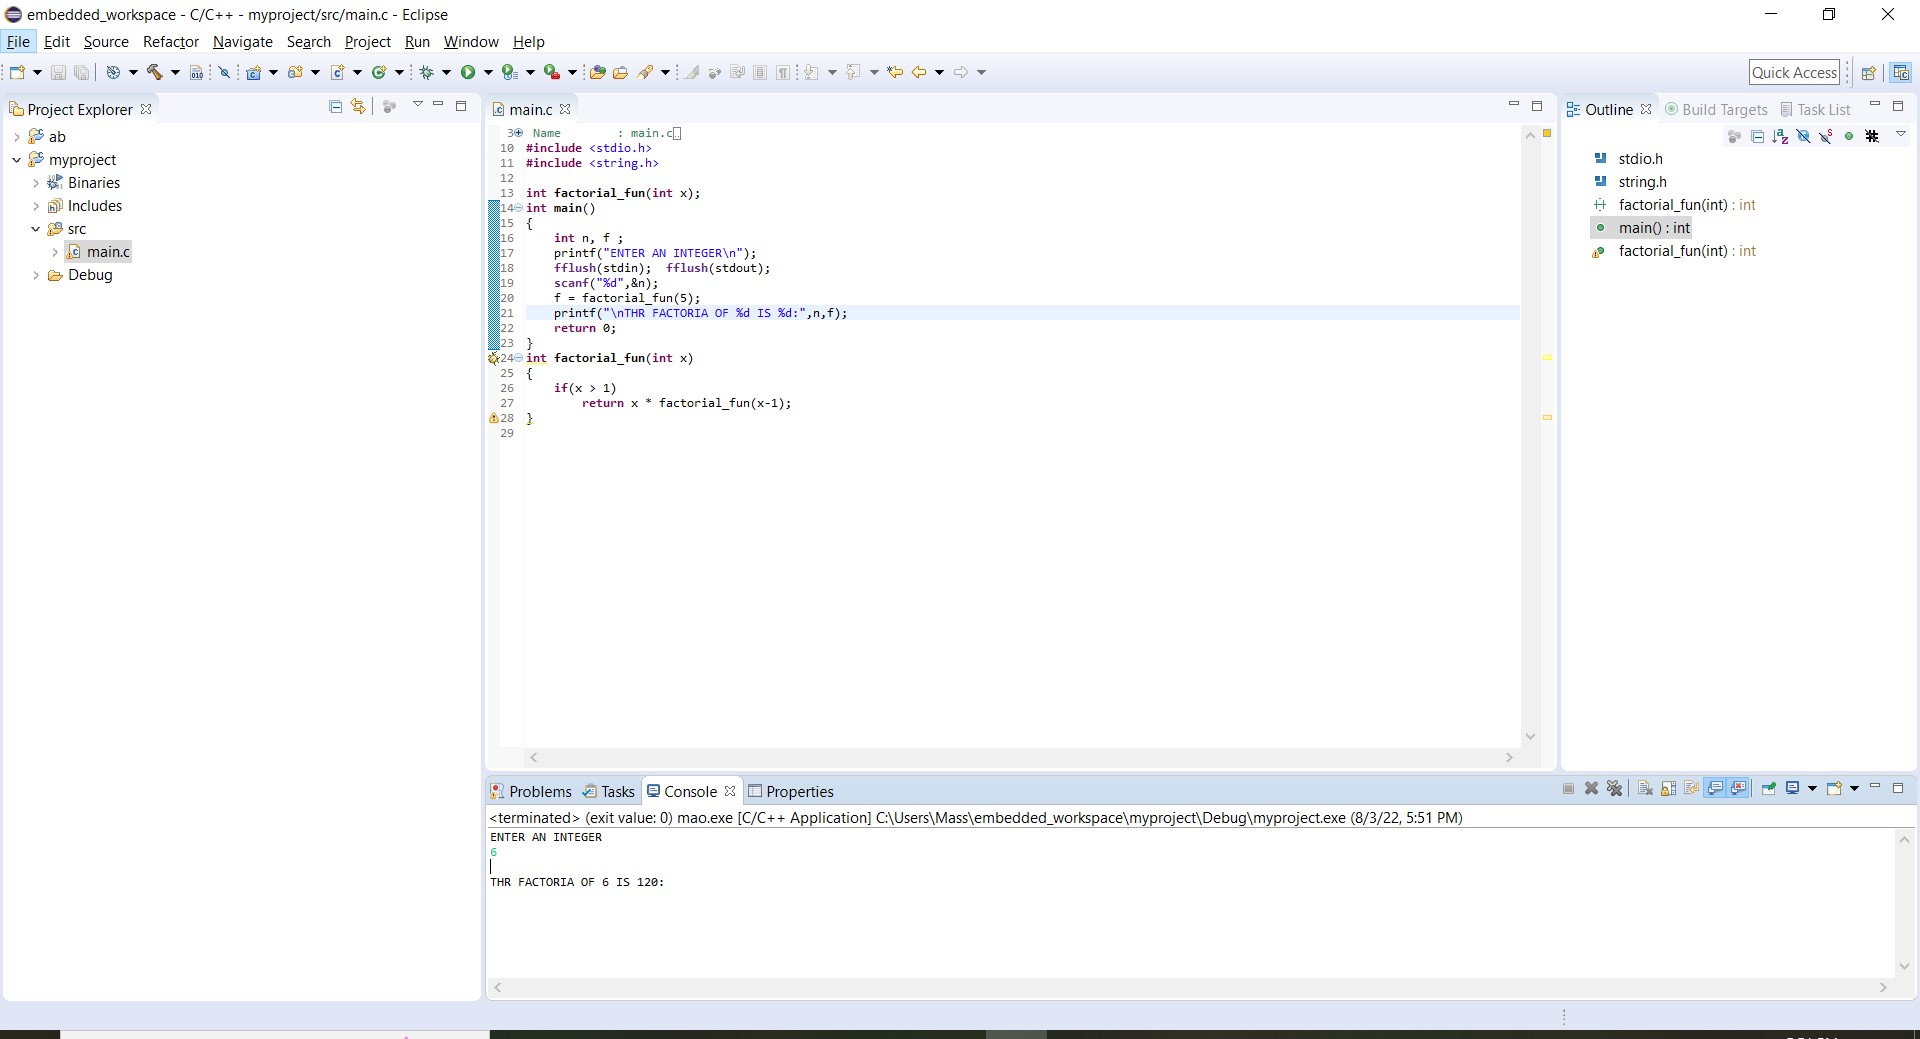 embedded_workspace - C/C++ - myproject/src/main.c - Eclipse
File Edit Source Refactor Navigate Search Project Run Window Help
Quick Access
Project Explorer
ab
myproject
Binaries
Includes
src
main.c
Debug
main.c
3 Name : main.c
10 #include <stdio.h>
11 #include <string.h>
12
13 int factorial_fun(int x);
14 int main()
15 {
16 int n, f ;
17 printf("ENTER AN INTEGER\n");
18 fflush(stdin); fflush(stdout);
19 scanf("%d",&n);
20 f = factorial_fun(5);
21 printf("\nTHR FACTORIA OF %d IS %d:",n,f);
22 return 0;
23 }
24 int factorial_fun(int x)
25 {
26 if(x > 1)
27 return x * factorial_fun(x-1);
28 }
29
Outline Build Targets Task List
stdio.h
string.h
factorial_fun(int) : int
main() : int
factorial_fun(int) : int
Problems Tasks Console Properties
<terminated> (exit value: 0) mao.exe [C/C++ Application] C:\Users\Mass\embedded_workspace\myproject\Debug\myproject.exe (8/3/22, 5:51 PM)
ENTER AN INTEGER
6
THR FACTORIA OF 6 IS 120: